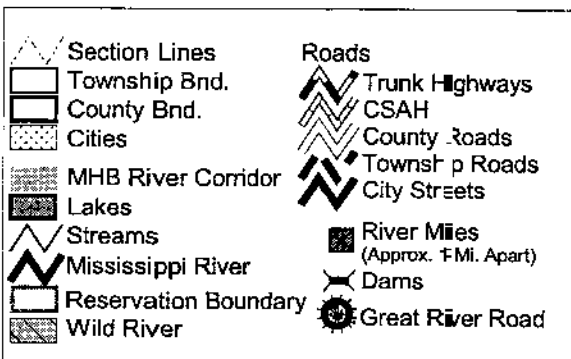 Section Lines
Township Bnd.
County Bnd.
Cities
MHB River Corridor
Lakes
Streams
Mississippi River
Reservation Boundary
Wild River
Roads
Trunk Highways
CSAH
County Roads
Township Roads
City Streets
River Miles
(Approx. 1 Mi. Apart)
Dams
Great River Road